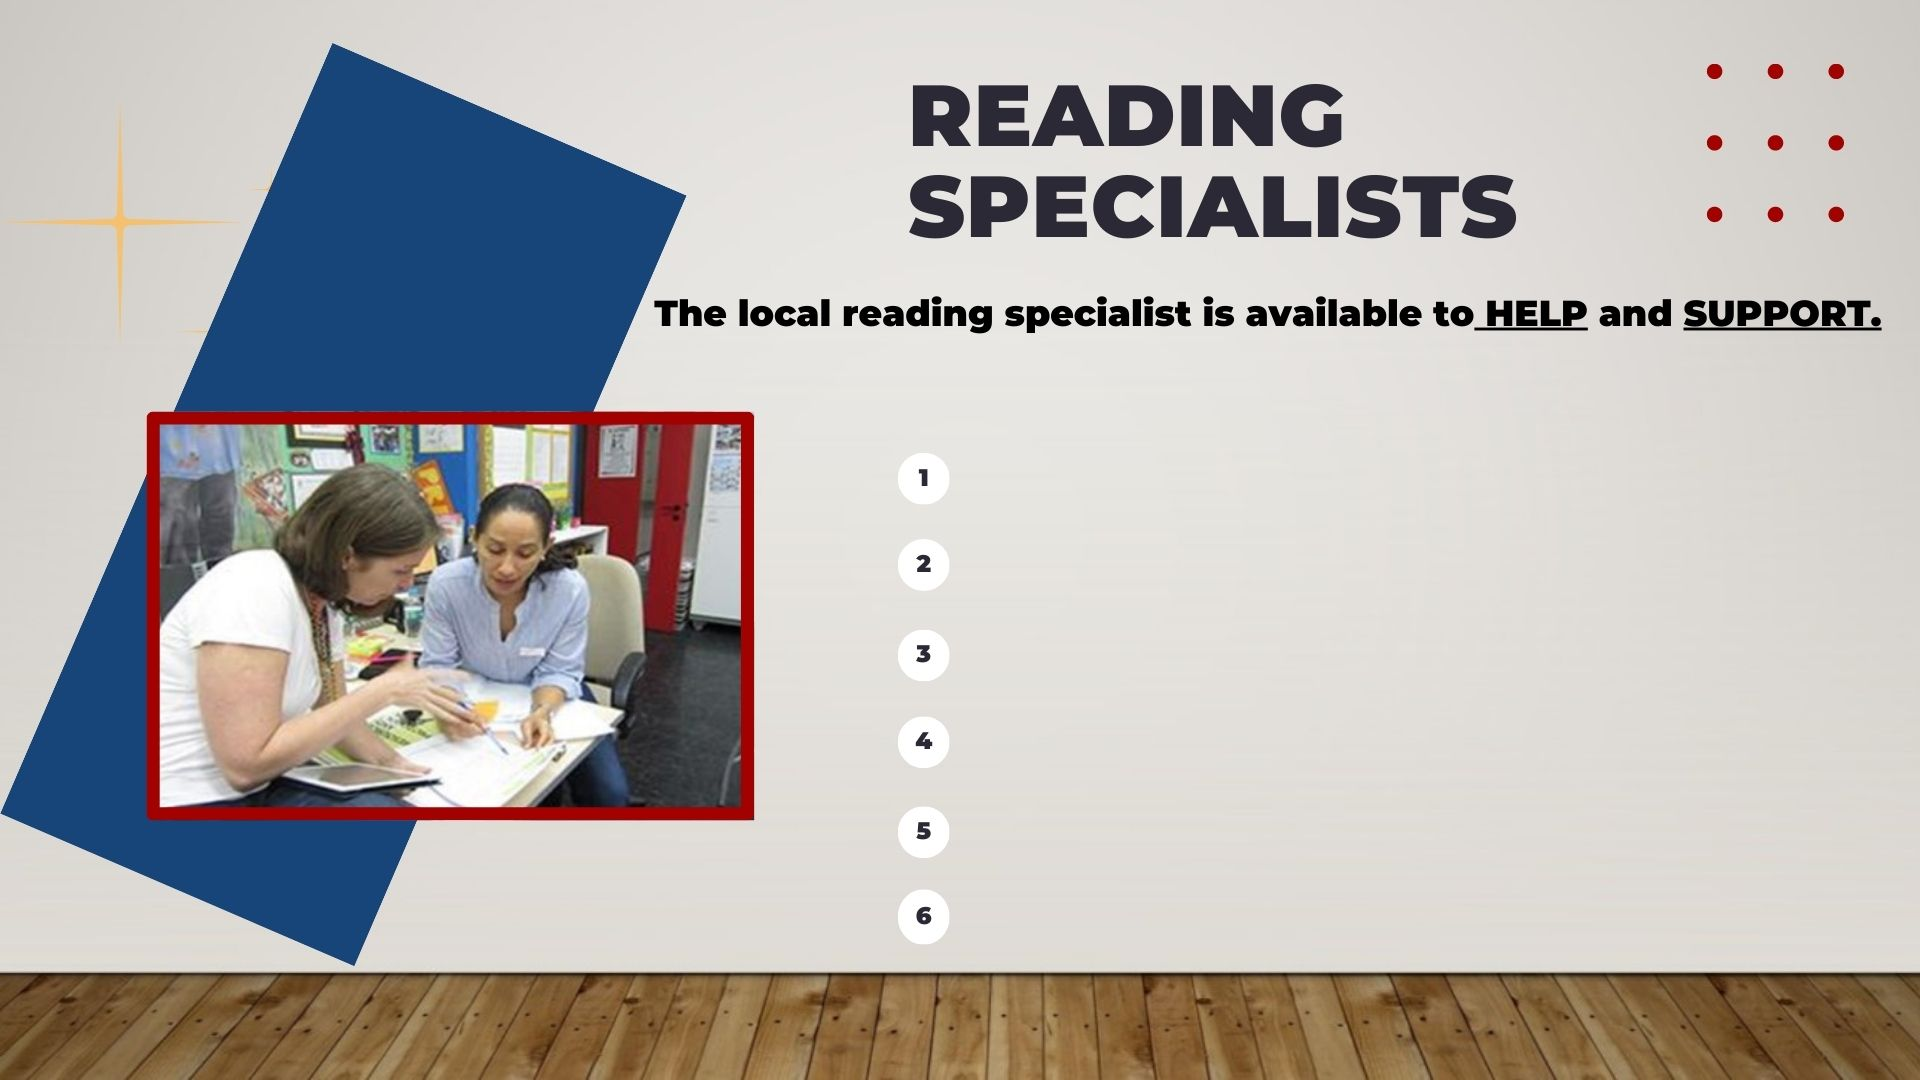 READING
SPECIALISTS
The local reading specialist is available to HELP and SUPPORT.
1
2
3
4
5
6